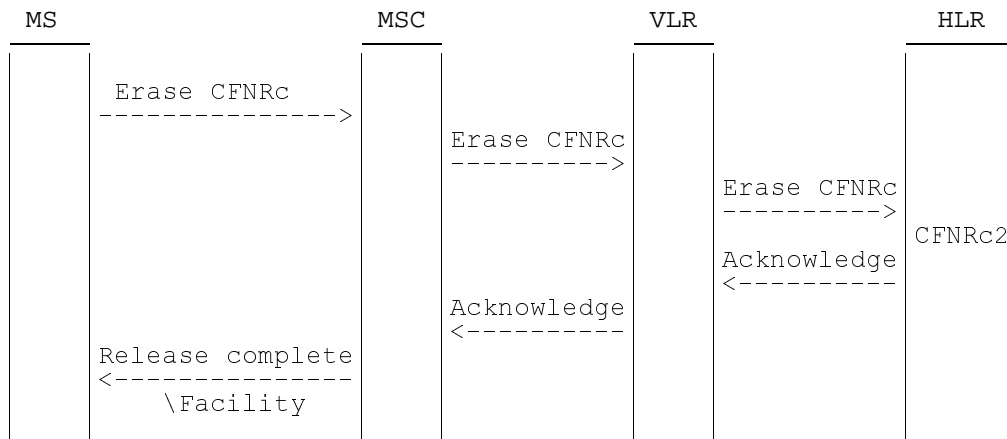 MS MSC VLR HLR
Erase CFNRc
--------------->
Erase CFNRc
---------->
Erase CFNRc
---------->
CFNRc2
Acknowledge
<----------
Acknowledge
<----------
Release complete
<---------------
\Facility